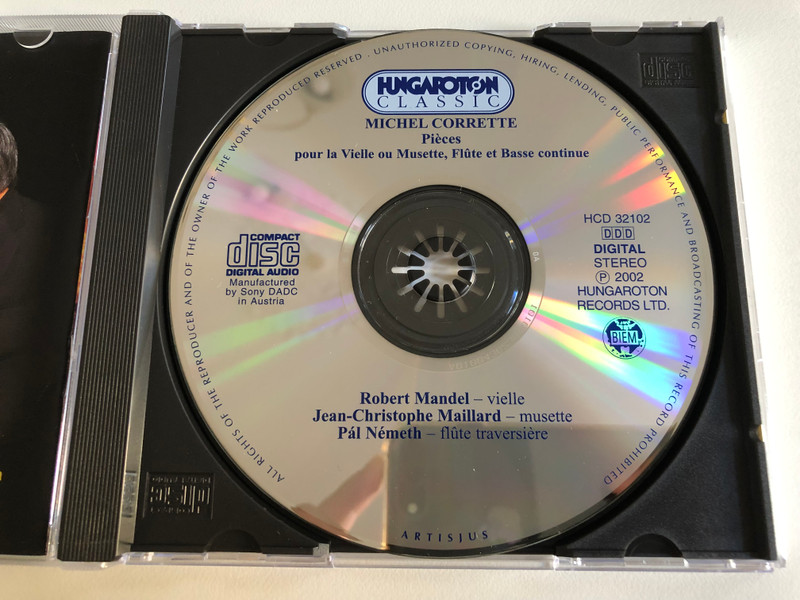 ALL RIGHTS OF THE REPRODUCER AND OF THE OWNER OF THE WORK REPRODUCED RESERVED . UNAUTHORIZED COPYING, HIRING, LENDING, PUBLIC PERFORMANCE AND BROADCASTING OF THIS RECORD PROHIBITED
HUNGAROTON
CLASSIC
MICHEL CORRETTE
Pièces
pour la Vielle ou Musette, Flûte et Basse continue
COMPACT
disc
DIGITAL AUDIO
Manufactured
by Sony DADC
in Austria
HCD 32102
DDD
DIGITAL
STEREO
Ⓟ 2002
HUNGAROTON
RECORDS LTD.
BIEM
Robert Mandel – vielle
Jean-Christophe Maillard – musette
Pál Németh – flûte traversière
ARTISJUS
disc
disc